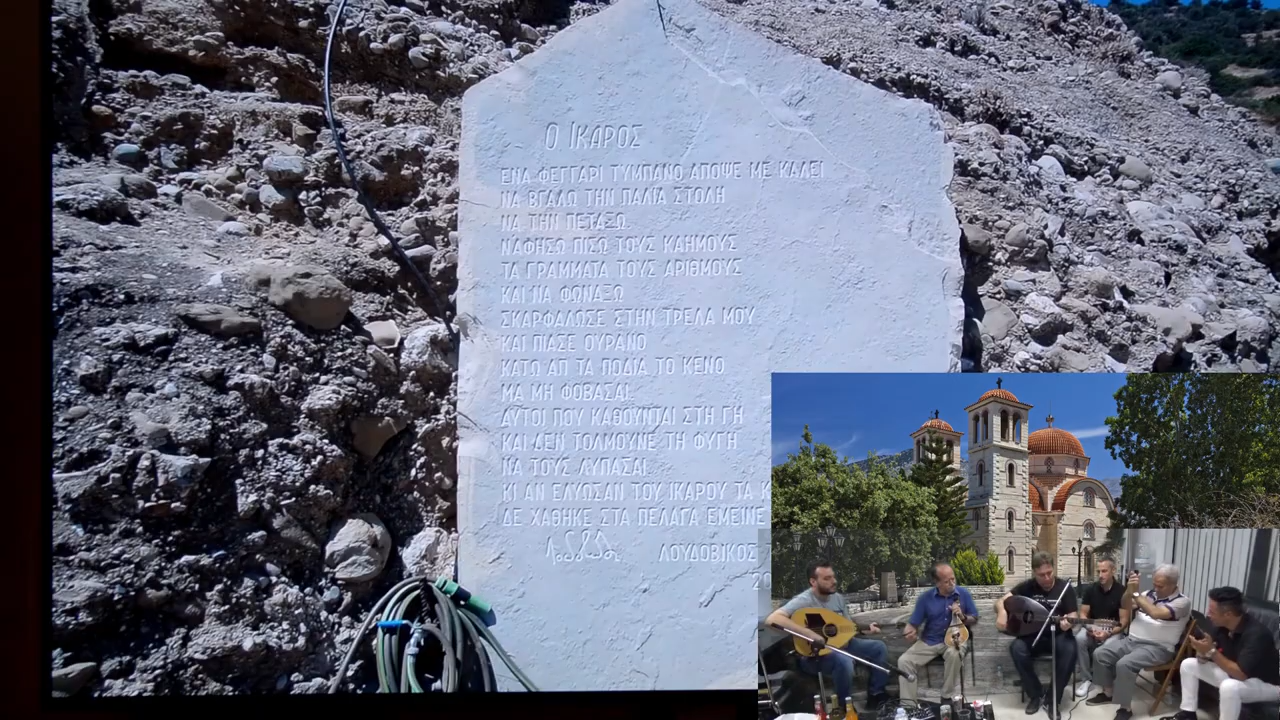 Ο ΙΚΑΡΟΣ
ΕΝΑ ΦΕΓΓΑΡΙ ΤΥΜΠΑΝΟ ΑΠΟΨΕ ΜΕ ΚΑΛΕΙ
ΝΑ ΒΓΑΛΩ ΤΗΝ ΠΑΛΙΑ ΣΤΟΛΗ
ΝΑ ΤΗΝ ΠΕΤΑΞΩ
Ν ΑΦΗΣΩ ΠΙΣΩ ΤΟΥΣ ΚΑΗΜΟΥΣ
ΤΑ ΓΡΑΜΜΑΤΑ ΤΟΥΣ ΑΡΙΘΜΟΥΣ
ΚΑΙ ΝΑ ΦΩΝΑΞΩ
ΣΚΑΡΦΑΛΩΣΕ ΣΤΗΝ ΤΡΕΛΑ ΜΟΥ
ΚΑΙ ΠΙΑΣΕ ΟΥΡΑΝΟ
ΚΑΤΩ ΑΠ ΤΑ ΠΟΔΙΑ ΤΟ ΚΕΝΟ
ΜΑ ΜΗ ΦΟΒΑΣΑΙ
ΑΥΤΟΙ ΠΟΥ ΚΑΘΟΥΝΤΑΙ ΣΤΗ ΓΗ
ΚΑΙ ΔΕΝ ΤΟΛΜΟΥΝΕ ΤΗ ΦΥΓΗ
ΝΑ ΤΟΥΣ ΛΥΠΑΣΑΙ
ΚΙ ΑΝ ΕΛΥΩΣΑΝ ΤΟΥ ΙΚΑΡΟΥ ΤΑ Κ
ΔΕ ΧΑΘΗΚΕ ΣΤΑ ΠΕΛΑΓΑ ΕΜΕΙΝΕ
ΛΟΥΔΟΒΙΚΟΣ
20